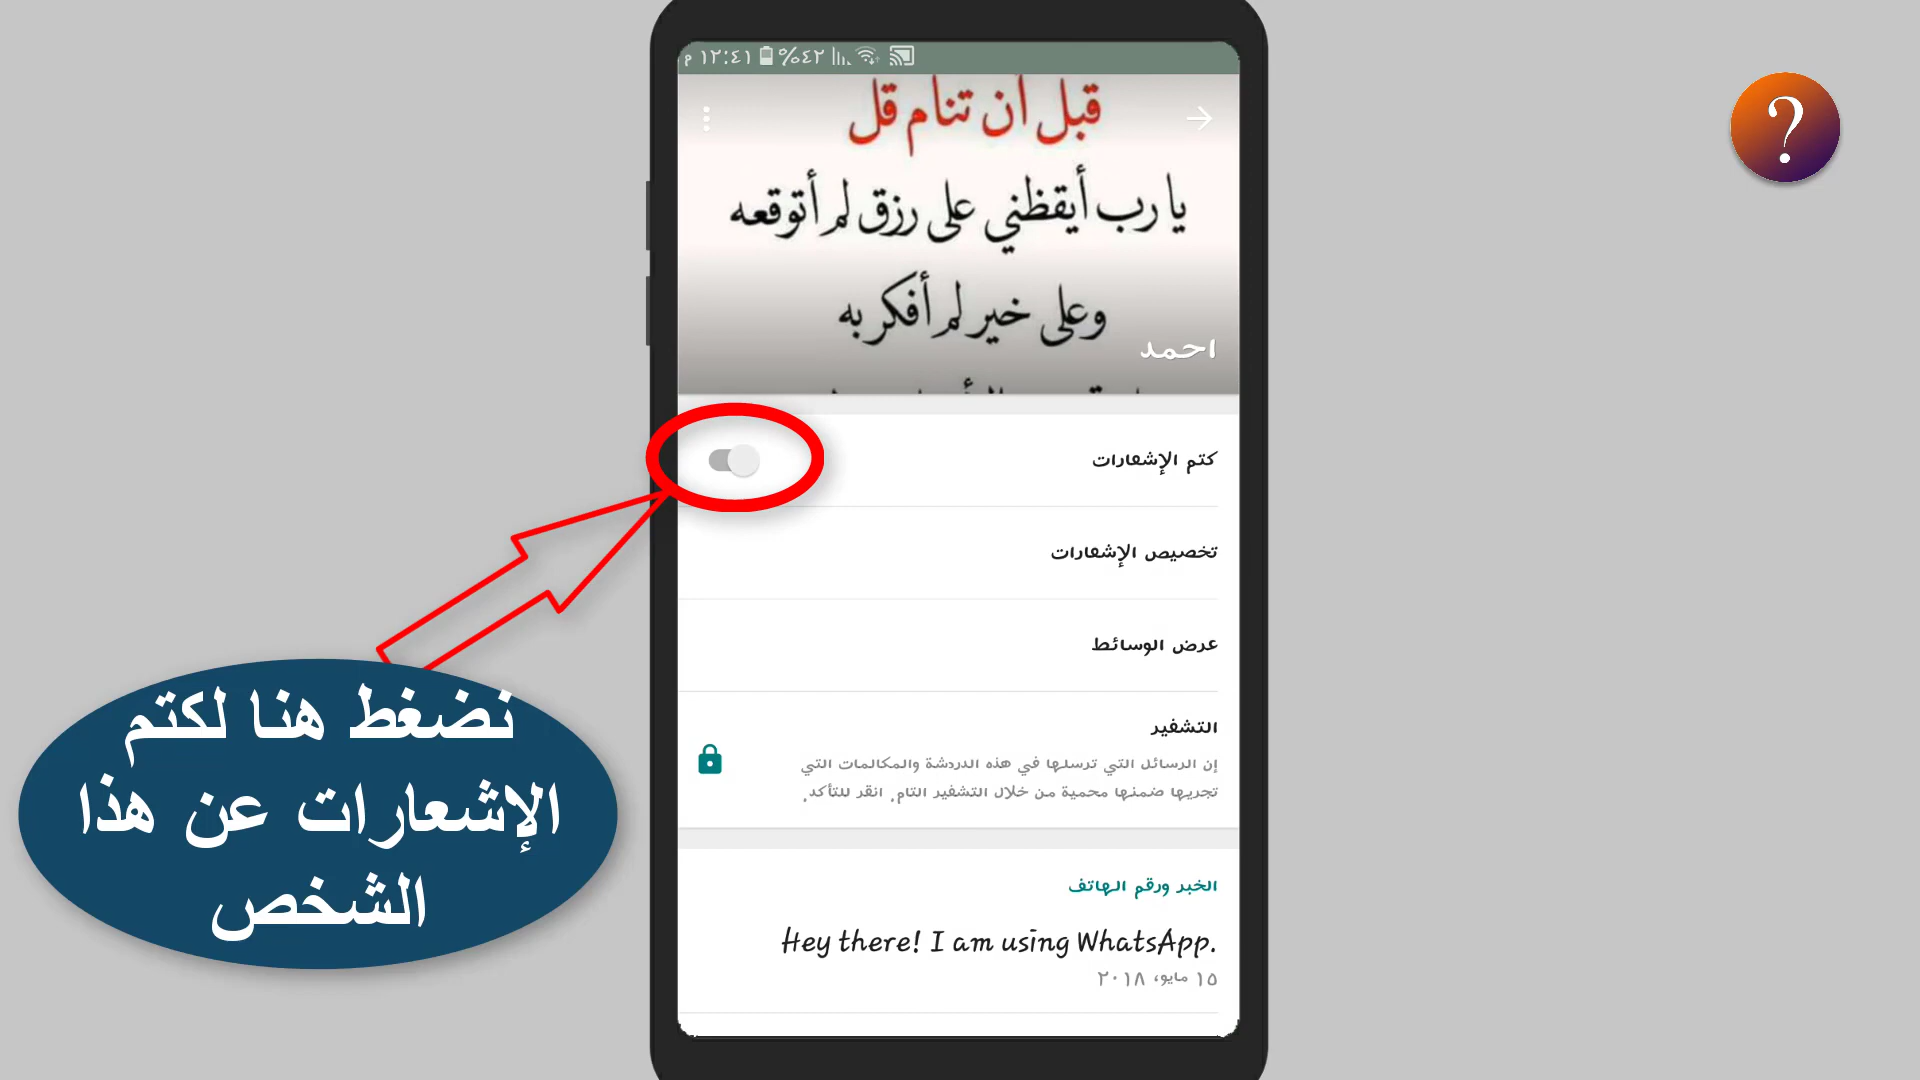 م ١٢:٤١ %٤٢
قبل أن تنام قل
يا رب أيقظني على رزق لم أتوقعه
وعلى خير لم أفكر به
احمد
كتم الإشعارات
تخصيص الإشعارات
عرض الوسائط
التشفير
إن الرسائل التي ترسلها في هذه الدردشة والمكالمات التي
تجريها ضمنها محمية من خلال التشفير التام. انقر للتأكد.
الخبر ورقم الهاتف
Hey there! I am using WhatsApp.
١٥ مايو، ٢٠١٨
نضغط هنا لكتم
الإشعارات عن هذا
الشخص
?